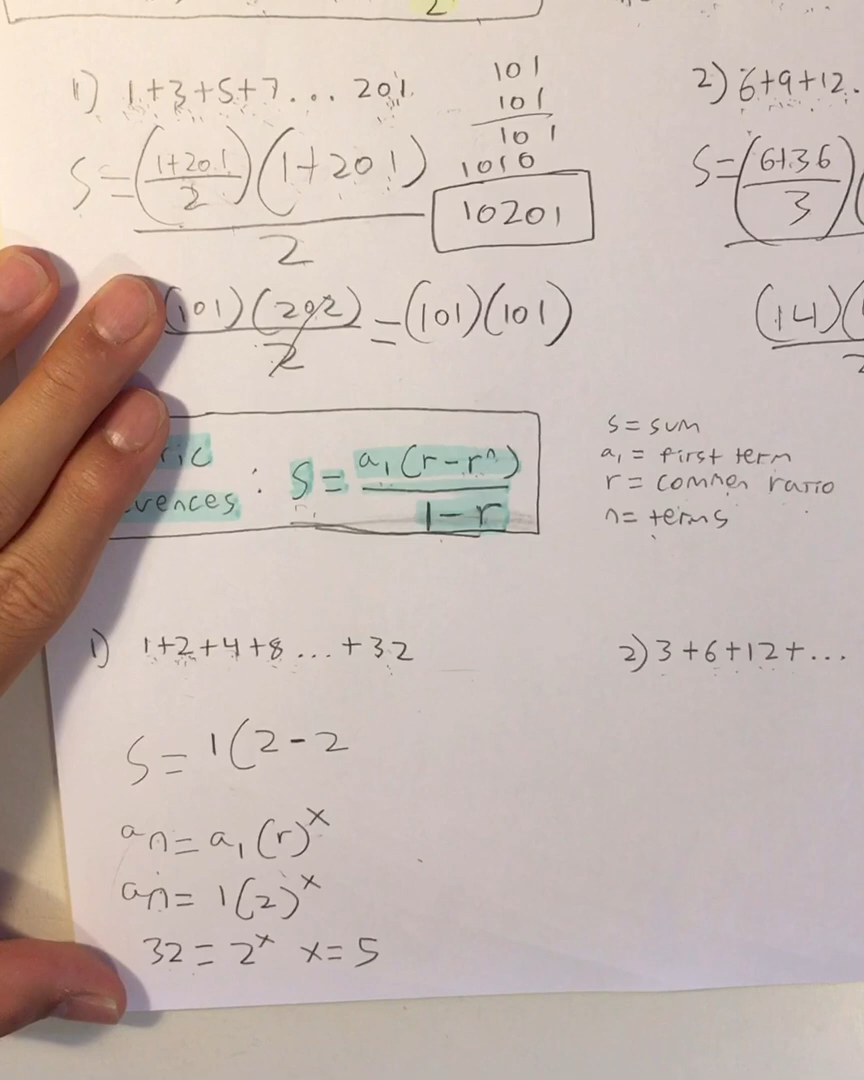 2
1) 1+3+5+7...201
101
101
101
1010
10201
S=((1+201)/2)(1+201)/2
(101)(202)/2=(101)(101)
2) 6+9+12.
S=((6+36)/3)(
(14)(
2
ric
uences : S=a₁(r-rⁿ)/1-r
S = sum
a₁ = first term
r = common ratio
n = terms
1) 1+2+4+8...+32
S=1(2-2
an=a₁(r)ˣ
an=1(2)ˣ
32=2ˣ x=5
2) 3+6+12+...